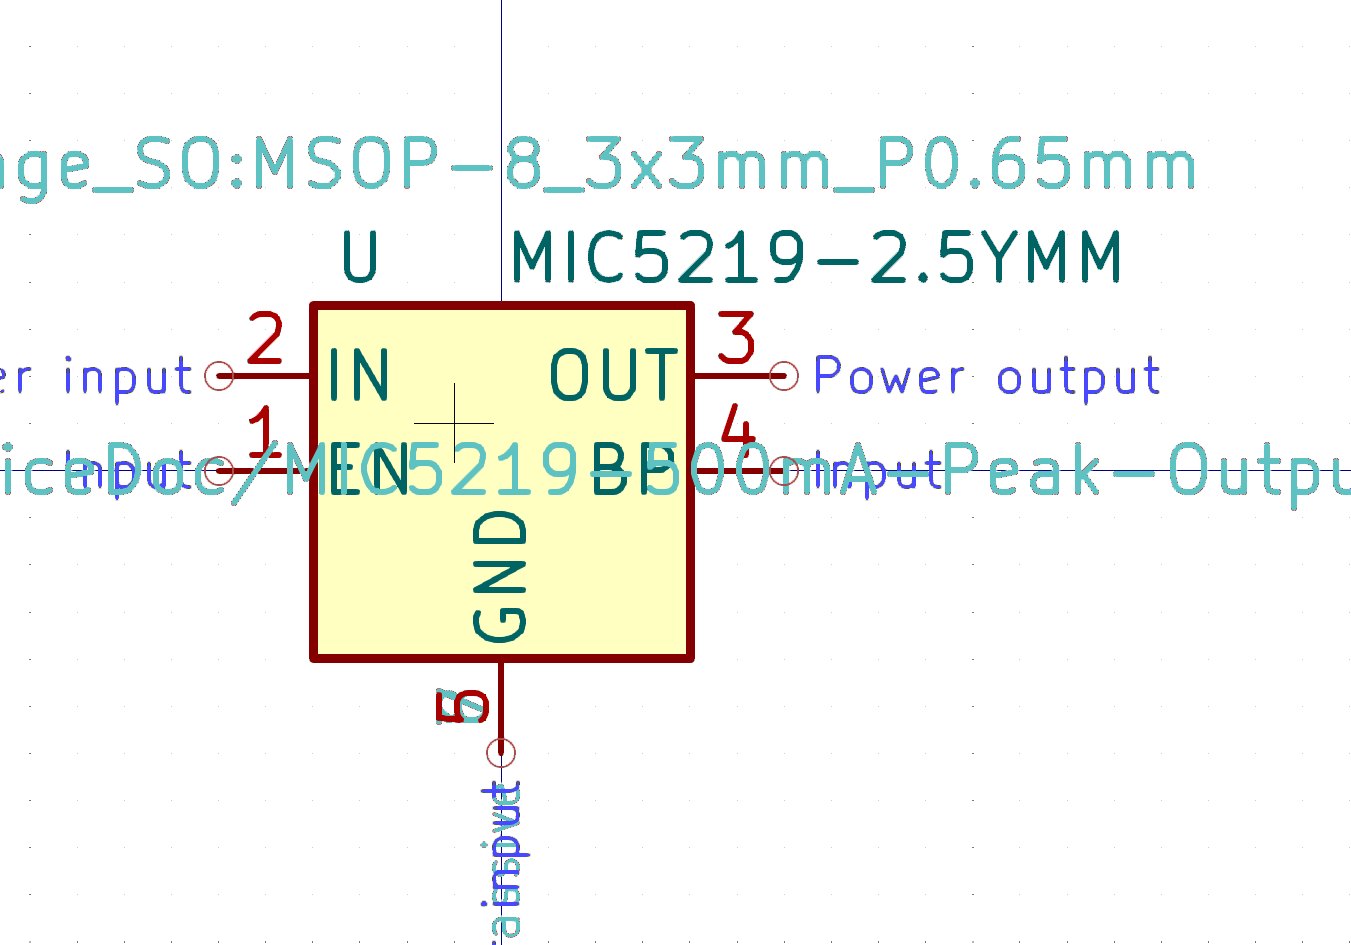 nge_SO:MSOP-8_3x3mm_P0.65mm
U MIC5219-2.5YMM
2 3
er input IN OUT Power output
1 4
Input EN BP Input
iceDoc/MIC5219-500mA-Peak-Outpu
GND
5
input